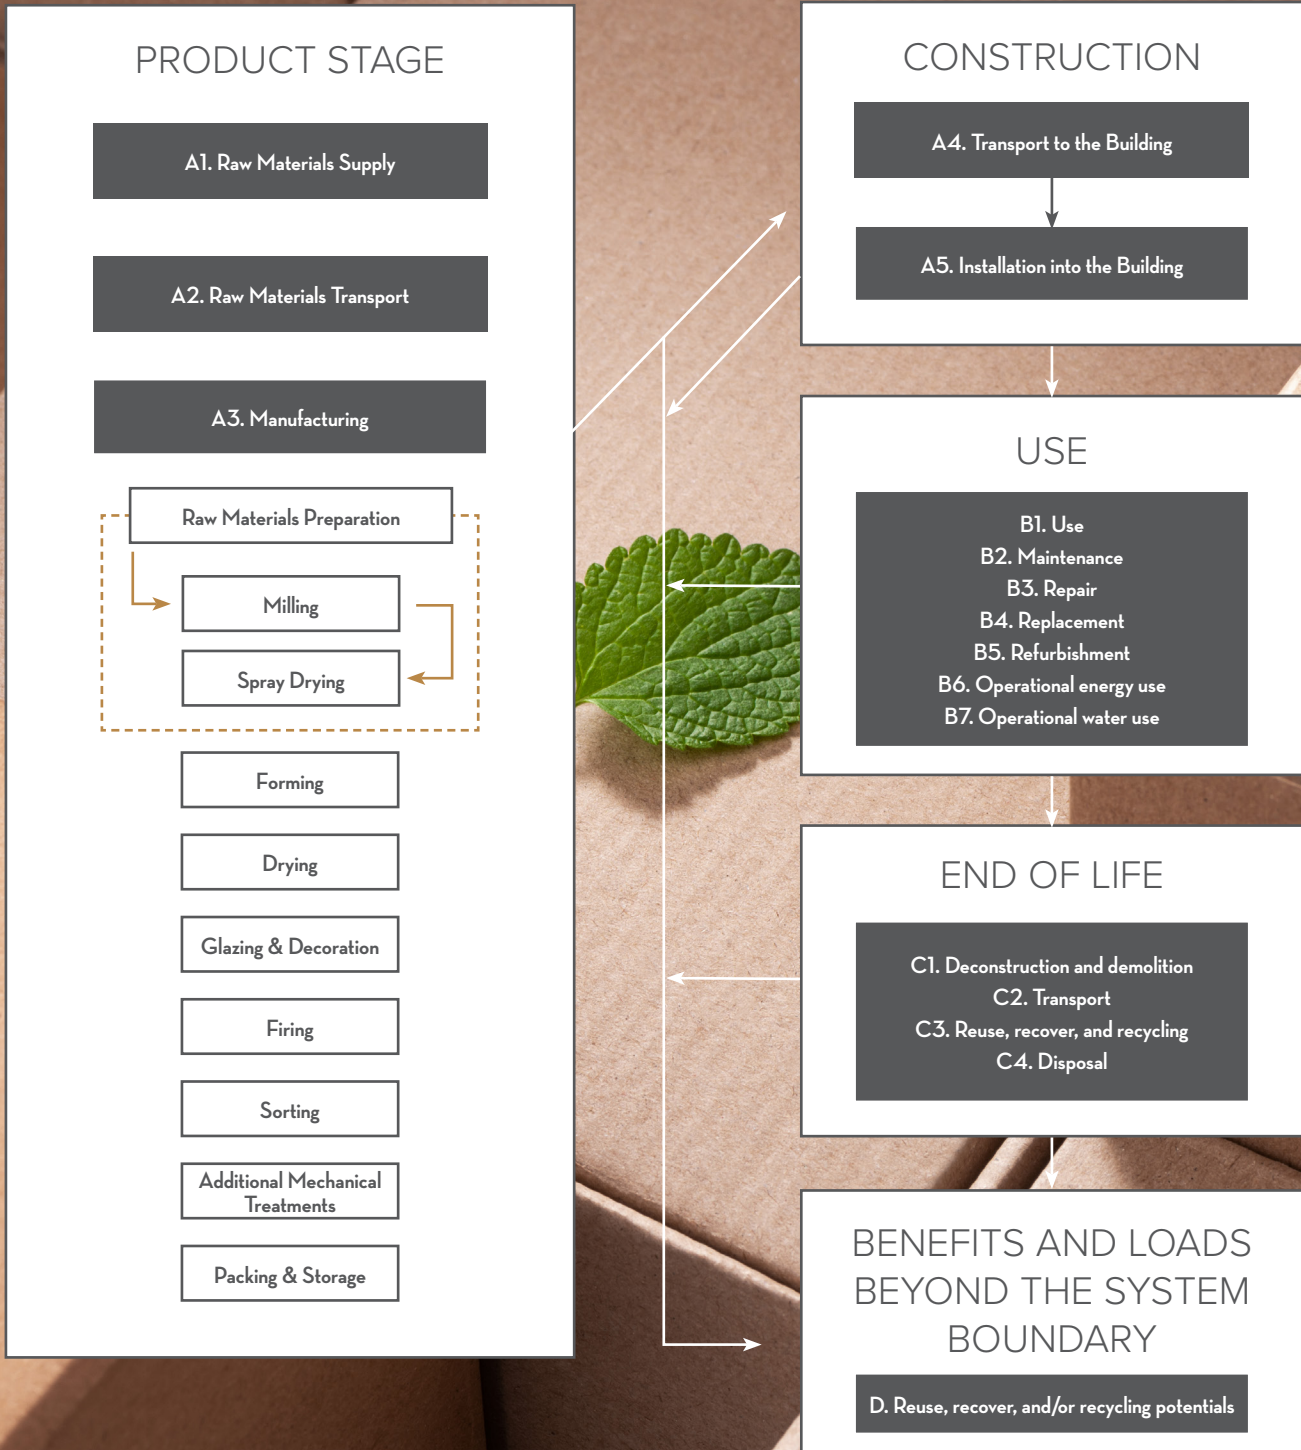 PRODUCT STAGE
A1. Raw Materials Supply
A2. Raw Materials Transport
A3. Manufacturing
Raw Materials Preparation
Milling
Spray Drying
Forming
Drying
Glazing & Decoration
Firing
Sorting
Additional Mechanical
Treatments
Packing & Storage
CONSTRUCTION
A4. Transport to the Building
A5. Installation into the Building
USE
B1. Use
B2. Maintenance
B3. Repair
B4. Replacement
B5. Refurbishment
B6. Operational energy use
B7. Operational water use
END OF LIFE
C1. Deconstruction and demolition
C2. Transport
C3. Reuse, recover, and recycling
C4. Disposal
BENEFITS AND LOADS
BEYOND THE SYSTEM
BOUNDARY
D. Reuse, recover, and/or recycling potentials